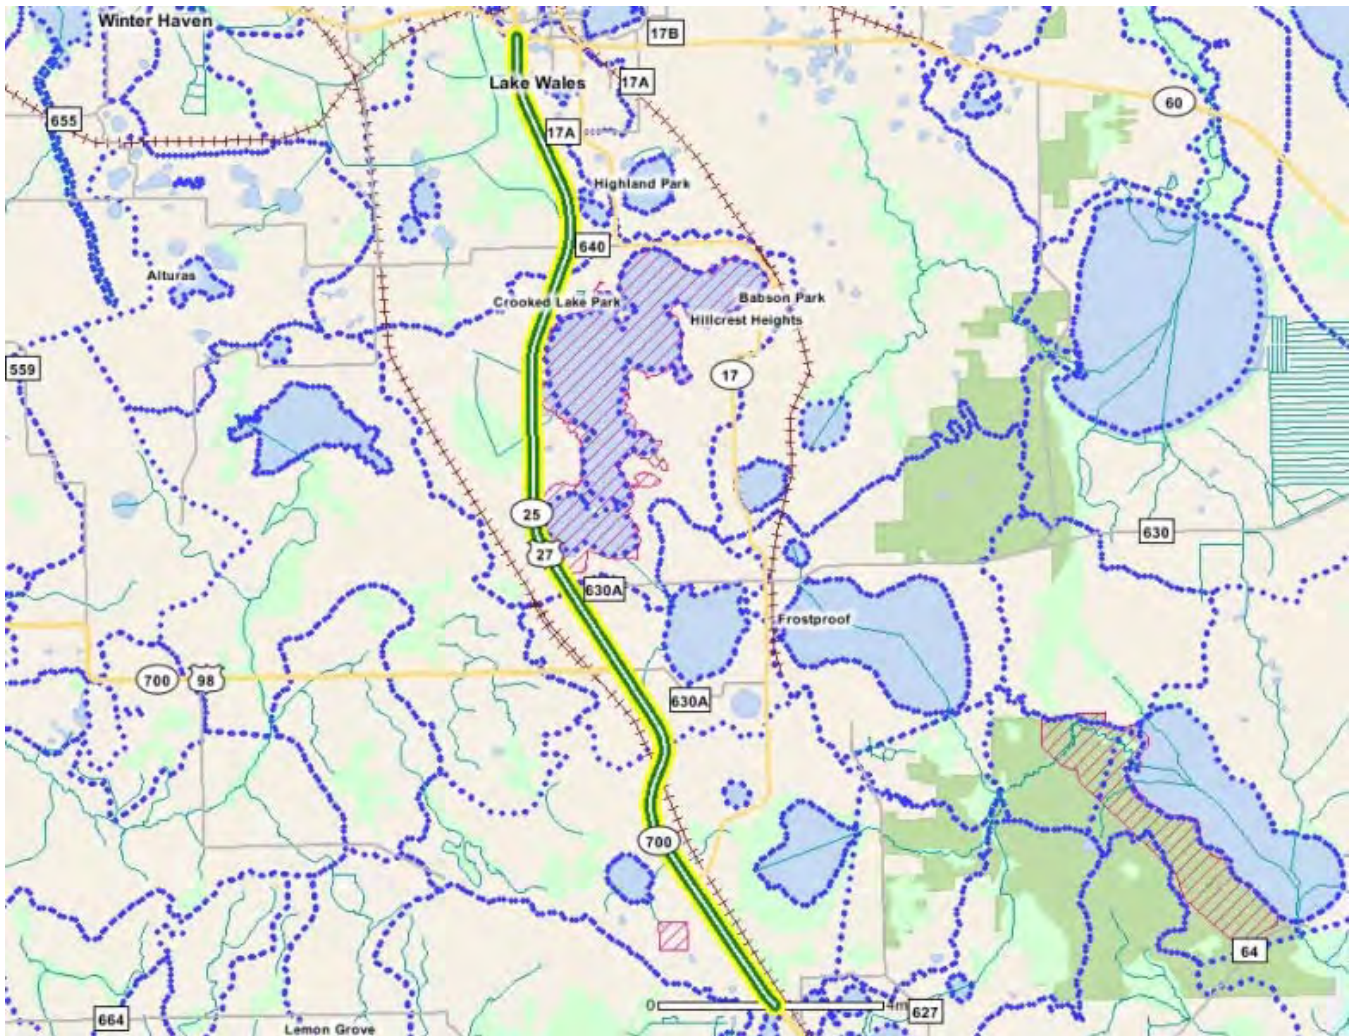 Winter Haven
17B
Lake Wales
17A
60
655
17A
Highland Park
640
Alturas
Crooked Lake Park
Babson Park
Hillcrest Heights
559
17
25
630
27
630A
Frostproof
700
98
630A
700
64
0
4m
627
664
Lemon Grove